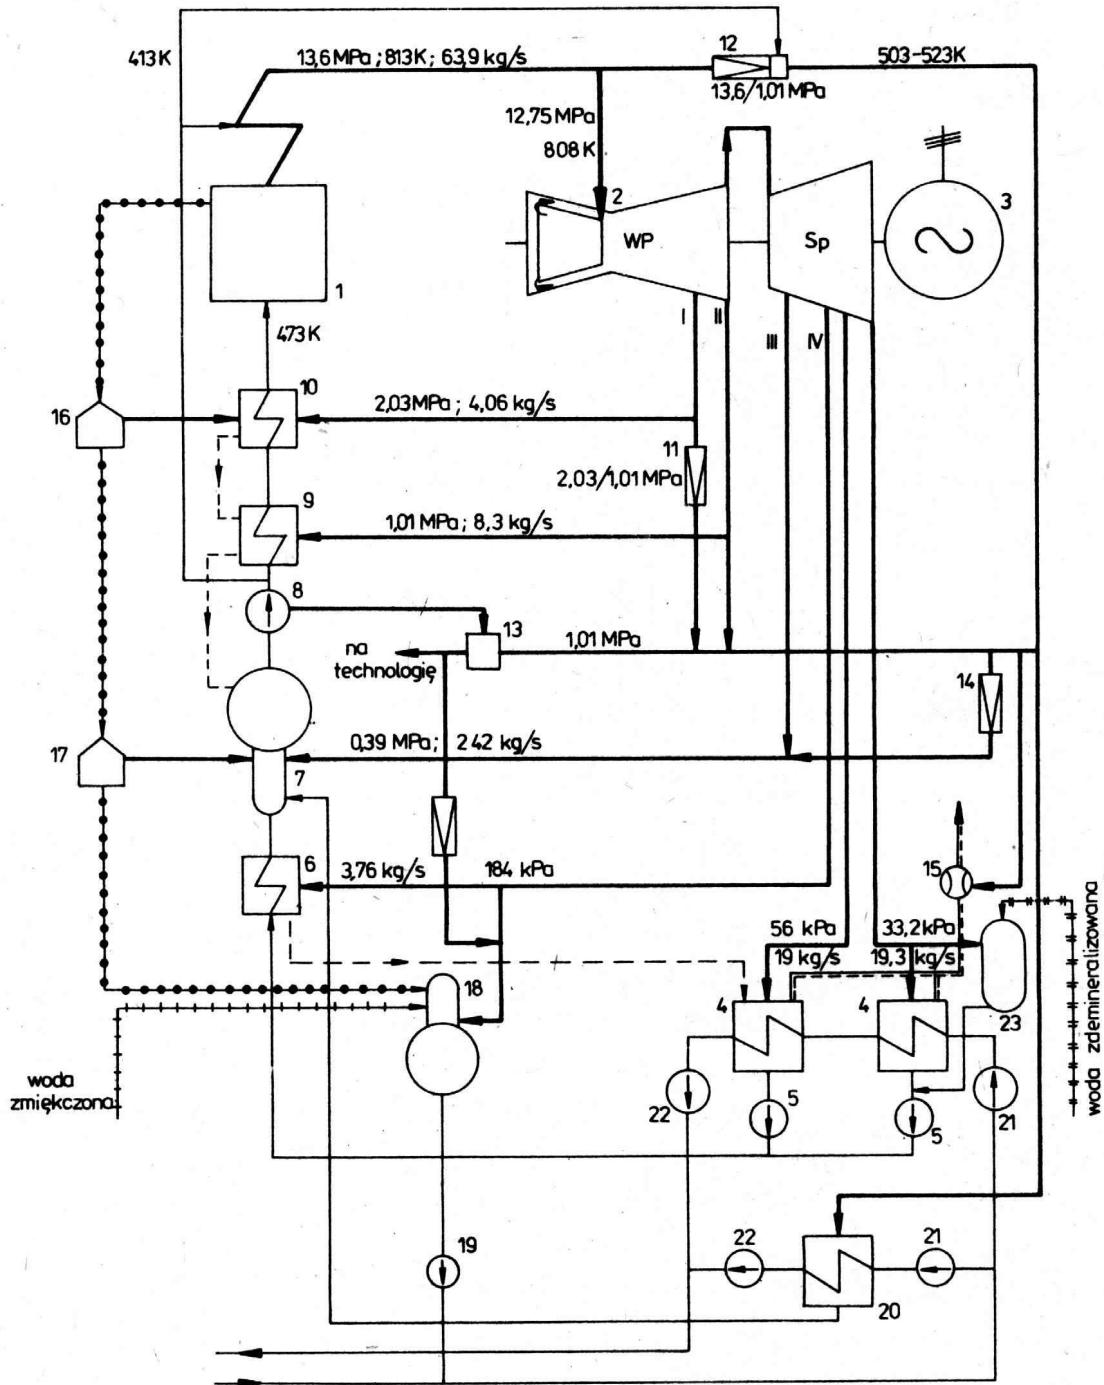 413K
13,6 MPa ; 813K ; 63,9 kg/s
12
503-523K
13,6/1,01 MPa
12,75 MPa
808K
2
WP
Sp
3
1
I
II
III
IV
473K
10
2,03 MPa ; 4,06 kg/s
16
11
2,03/1,01 MPa
9
1,01 MPa ; 8,3 kg/s
8
13
1,01 MPa
na
technologię
14
17
0,39 MPa; 242 kg/s
7
6
3,76 kg/s
184 kPa
15
56 kPa
19 kg/s
33,2 kPa
19,3 kg/s
18
4
4
23
woda zdemineralizowana
woda
zmiękczona
22
5
5
21
19
22
21
20